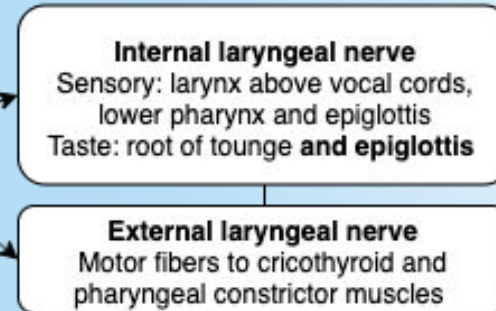 Internal laryngeal nerve
Sensory: larynx above vocal cords,
lower pharynx and epiglottis
Taste: root of tounge and epiglottis
External laryngeal nerve
Motor fibers to cricothyroid and
pharyngeal constrictor muscles